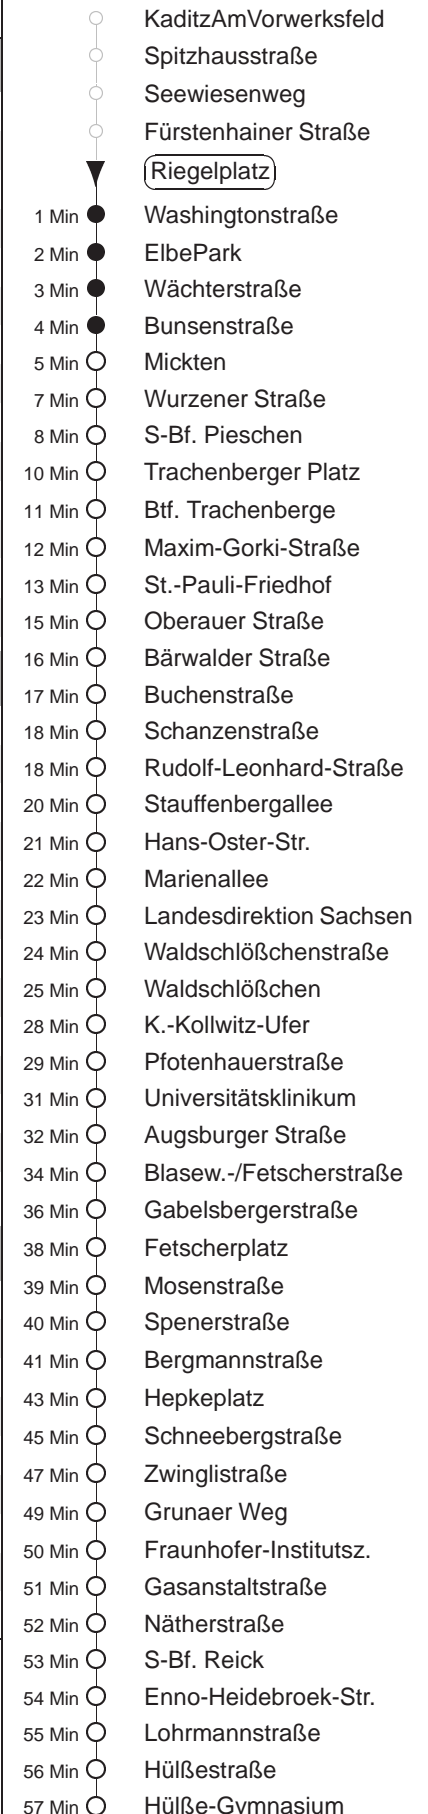 KaditzAmVorwerksfeld
Spitzhausstraße
Seewiesenweg
Fürstenhainer Straße
Riegelplatz
1 Min Washingtonstraße
2 Min ElbePark
3 Min Wächterstraße
4 Min Bunsenstraße
5 Min Mickten
7 Min Wurzener Straße
8 Min S-Bf. Pieschen
10 Min Trachenberger Platz
11 Min Btf. Trachenberge
12 Min Maxim-Gorki-Straße
13 Min St.-Pauli-Friedhof
15 Min Oberauer Straße
16 Min Bärwalder Straße
17 Min Buchenstraße
18 Min Schanzenstraße
18 Min Rudolf-Leonhard-Straße
20 Min Stauffenbergallee
21 Min Hans-Oster-Str.
22 Min Marienallee
23 Min Landesdirektion Sachsen
24 Min Waldschlößchenstraße
25 Min Waldschlößchen
28 Min K.-Kollwitz-Ufer
29 Min Pfotenhauerstraße
31 Min Universitätsklinikum
32 Min Augsburger Straße
34 Min Blasew.-/Fetscherstraße
36 Min Gabelsbergerstraße
38 Min Fetscherplatz
39 Min Mosenstraße
40 Min Spenerstraße
41 Min Bergmannstraße
43 Min Hepkeplatz
45 Min Schneebergstraße
47 Min Zwinglistraße
49 Min Grunaer Weg
50 Min Fraunhofer-Institutsz.
51 Min Gasanstaltstraße
52 Min Nätherstraße
53 Min S-Bf. Reick
54 Min Enno-Heidebroek-Str.
55 Min Lohrmannstraße
56 Min Hülßestraße
57 Min Hülße-Gymnasium